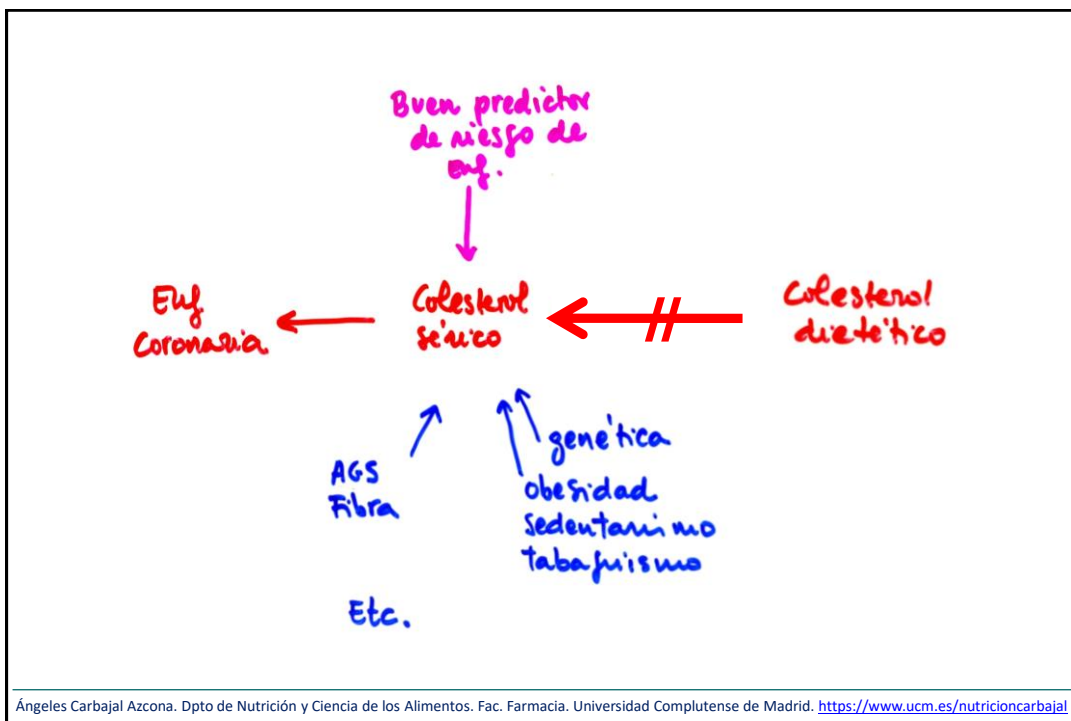 Buen predictor
de riesgo de
enf.
Enf
Coronaria
Colesterol
sérico
Colesterol
dietético
AGS
Fibra
Etc.
genética
obesidad
sedentarismo
tabaquismo
Ángeles Carbajal Azcona. Dpto de Nutrición y Ciencia de los Alimentos. Fac. Farmacia. Universidad Complutense de Madrid. https://www.ucm.es/nutricioncarbajal